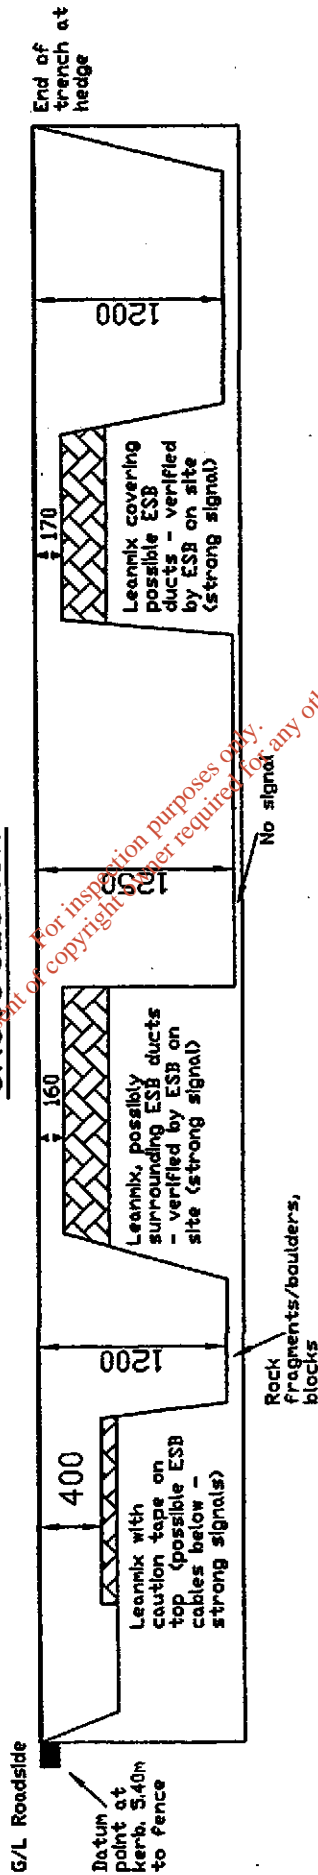 G/L Roadside
Datum
point at
kerb. 5.40m
to fence
400
Leanmix with
caution tape on
top (possible ESB
cables below -
strong signals)
1200
Rock
fragments/boulders,
blocks
160
Leanmix, possibly
surrounding ESB ducts
- verified by ESB on
site (strong signal)
1250
No signal
170
Leanmix covering
possible ESB
ducts - verified
by ESB on site
(strong signal)
1200
End of
trench at
hedge
For inspection purposes only.
of copyright owner required for any